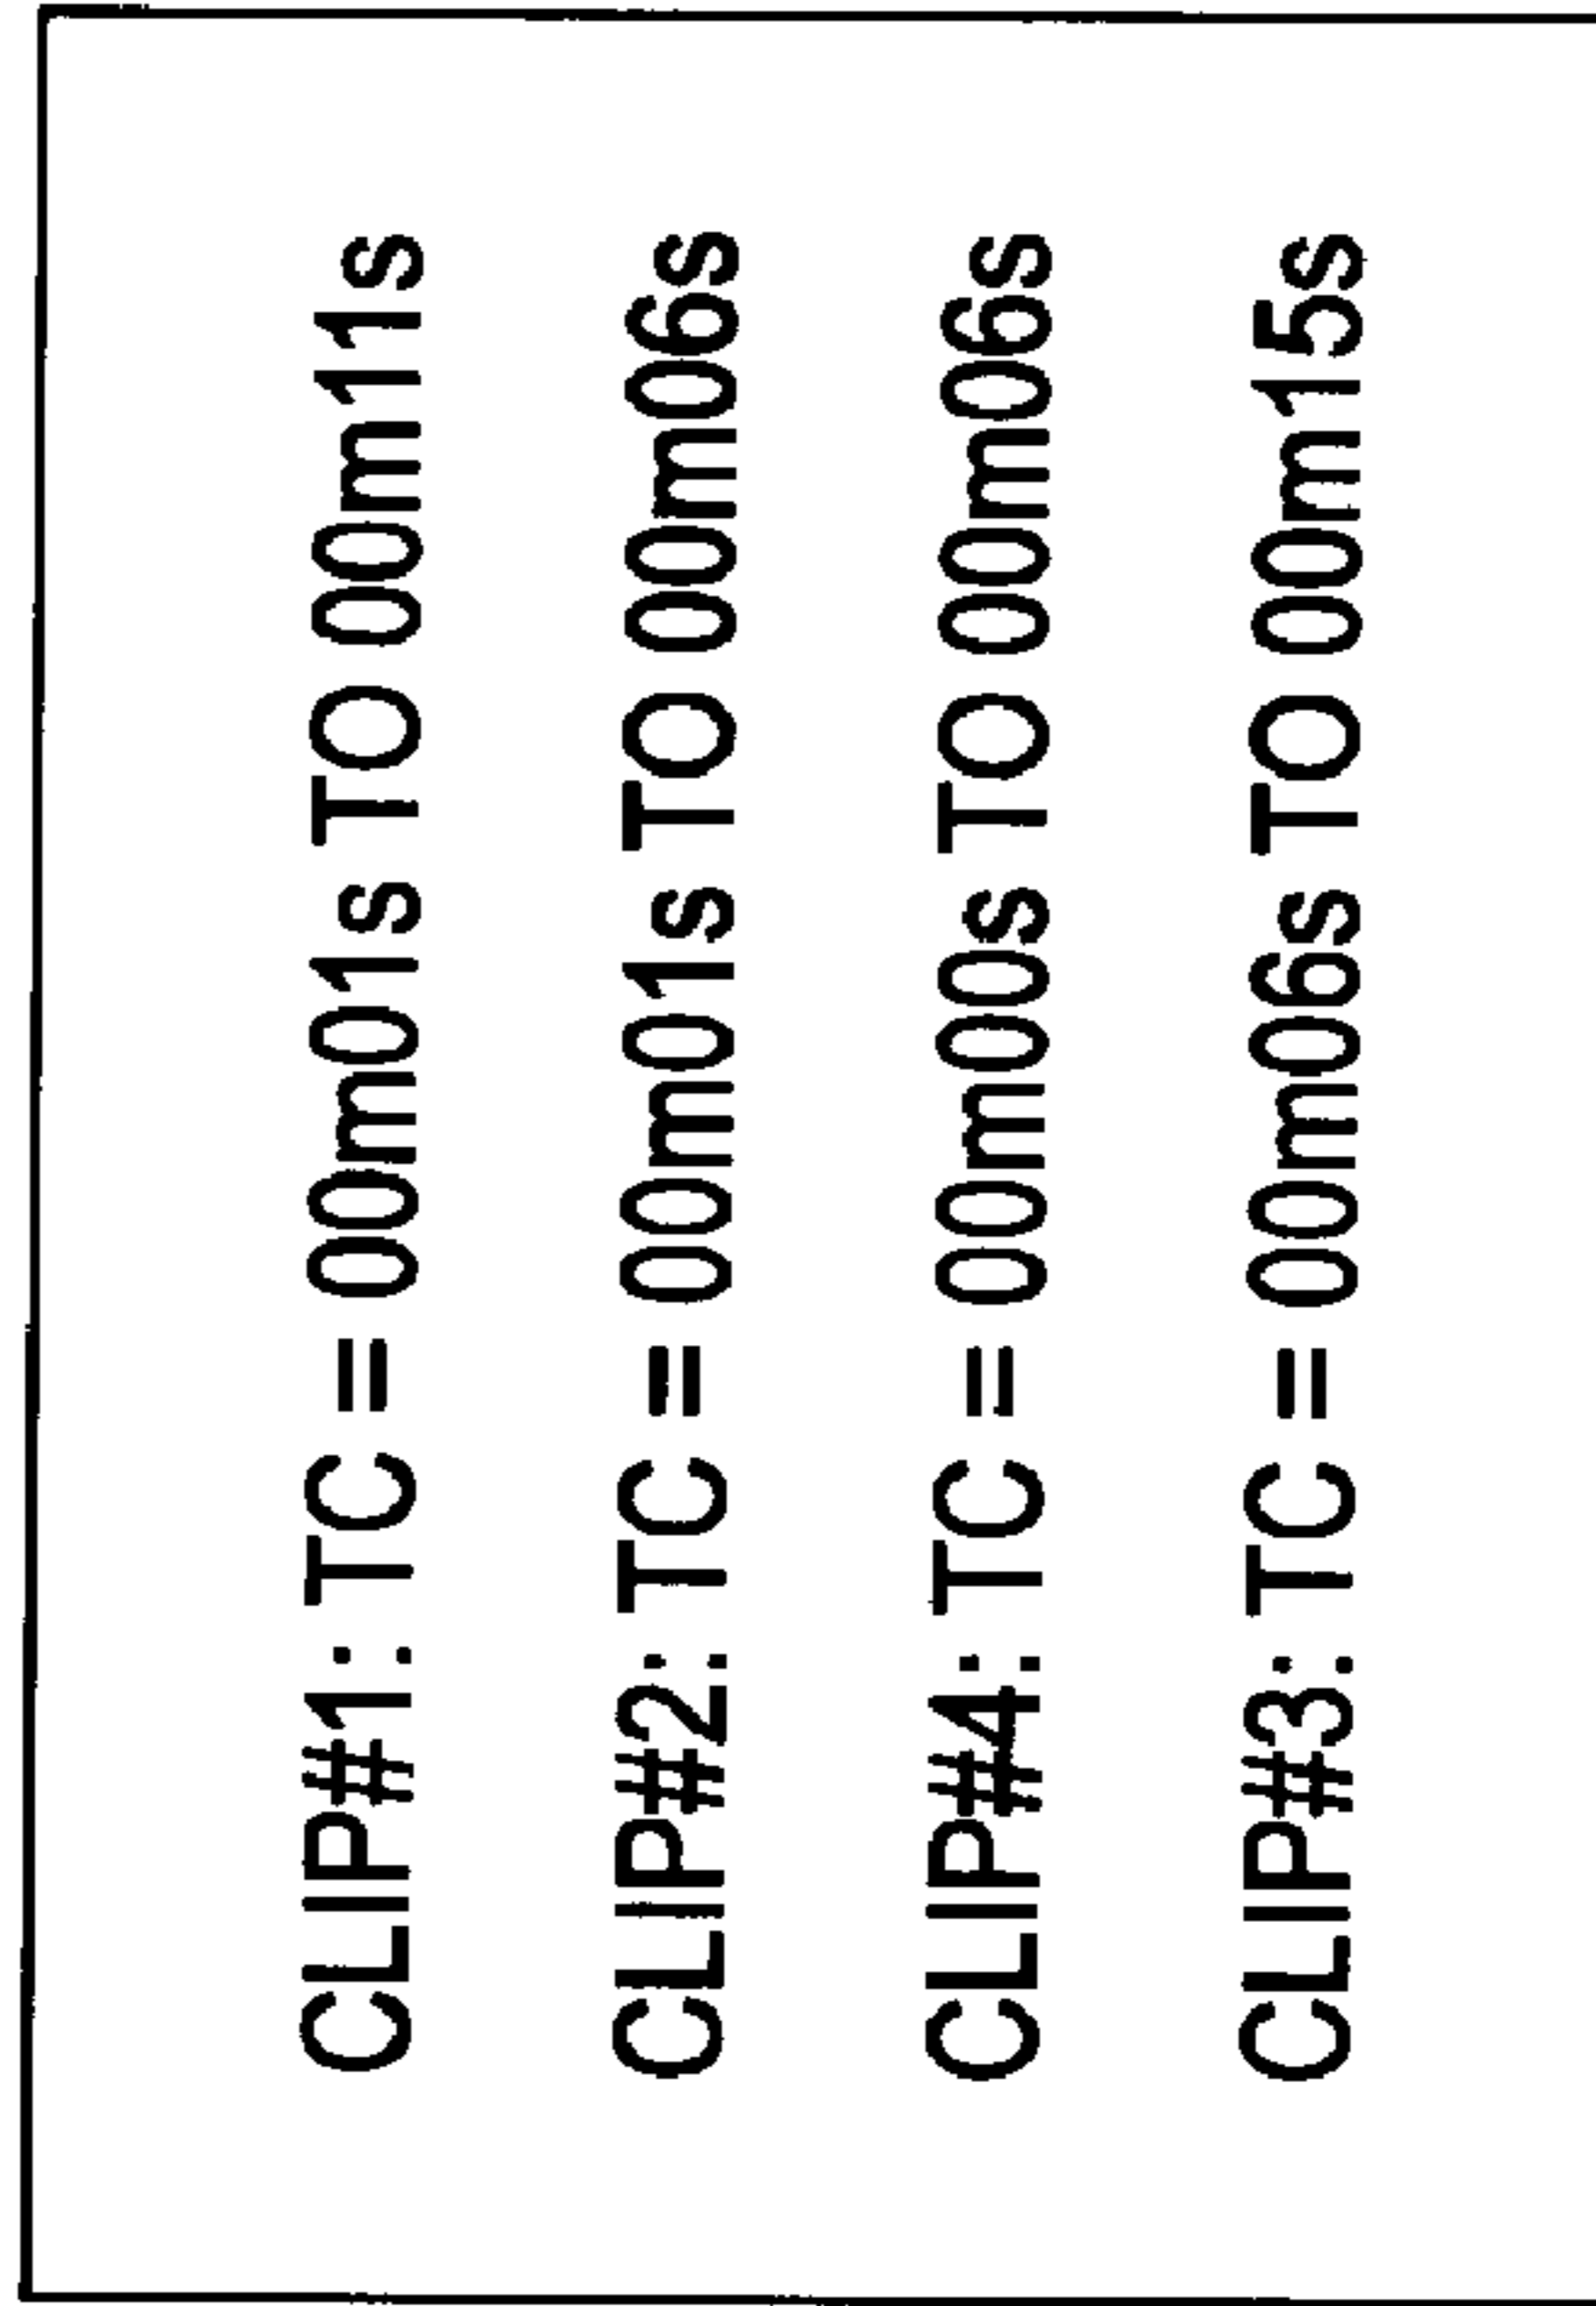 CLIP#1: TC = 00m01s TO 00m11s
CLIP#2: TC = 00m01s TO 00m06s
CLIP#4: TC = 00m00s TO 00m06s
CLIP#3: TC = 00m06s TO 00m15s